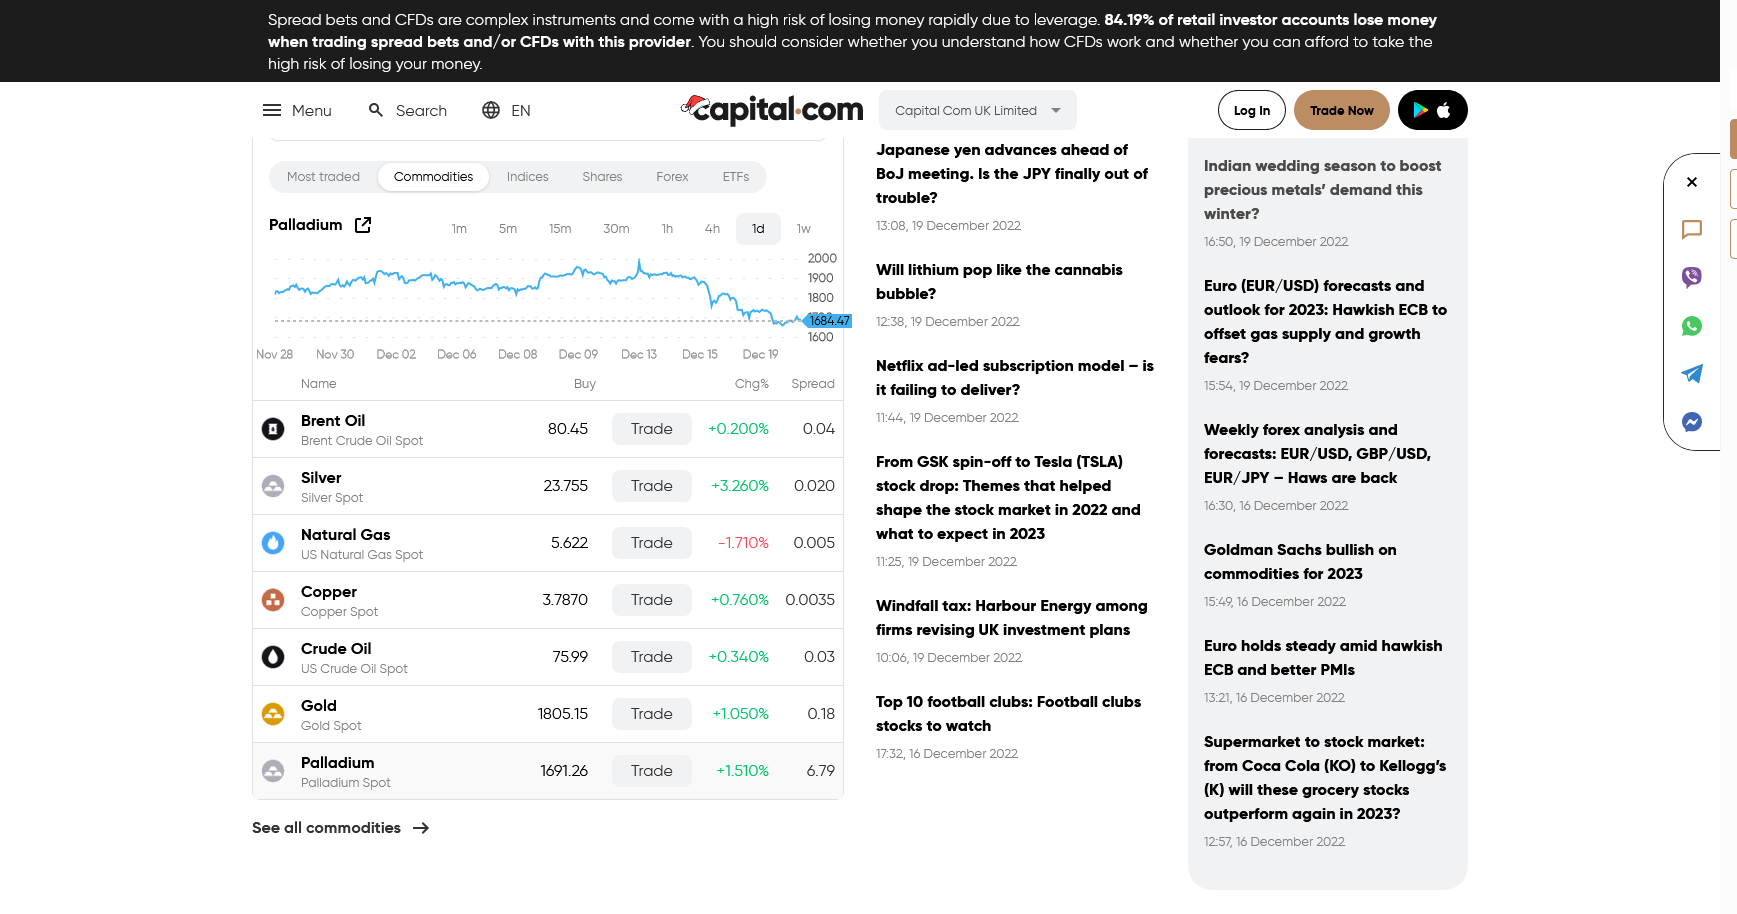 Spread bets and CFDs are complex instruments and come with a high risk of losing money rapidly due to leverage. 84.19% of retail investor accounts lose money
when trading spread bets and/or CFDs with this provider. You should consider whether you understand how CFDs work and whether you can afford to take the
high risk of losing your money.
Menu
Search
EN
capital.com
Capital Com UK Limited
Log In
Trade Now
Most traded
Commodities
Indices
Shares
Forex
ETFs
Palladium
1m
5m
15m
30m
1h
4h
1d
1w
2000
1900
1800
1684.47
1600
Nov 28
Nov 30
Dec 02
Dec 06
Dec 08
Dec 09
Dec 13
Dec 15
Dec 19
Name
Buy
Chg%
Spread
Brent Oil
Brent Crude Oil Spot
80.45
Trade
+0.200%
0.04
Silver
Silver Spot
23.755
Trade
+3.260%
0.020
Natural Gas
US Natural Gas Spot
5.622
Trade
-1.710%
0.005
Copper
Copper Spot
3.7870
Trade
+0.760%
0.0035
Crude Oil
US Crude Oil Spot
75.99
Trade
+0.340%
0.03
Gold
Gold Spot
1805.15
Trade
+1.050%
0.18
Palladium
Palladium Spot
1691.26
Trade
+1.510%
6.79
See all commodities
Japanese yen advances ahead of
BoJ meeting. Is the JPY finally out of
trouble?
13:08, 19 December 2022
Will lithium pop like the cannabis
bubble?
12:38, 19 December 2022
Netflix ad-led subscription model – is
it failing to deliver?
11:44, 19 December 2022
From GSK spin-off to Tesla (TSLA)
stock drop: Themes that helped
shape the stock market in 2022 and
what to expect in 2023
11:25, 19 December 2022
Windfall tax: Harbour Energy among
firms revising UK investment plans
10:06, 19 December 2022
Top 10 football clubs: Football clubs
stocks to watch
17:32, 16 December 2022
Indian wedding season to boost
precious metals' demand this
winter?
16:50, 19 December 2022
Euro (EUR/USD) forecasts and
outlook for 2023: Hawkish ECB to
offset gas supply and growth
fears?
15:54, 19 December 2022
Weekly forex analysis and
forecasts: EUR/USD, GBP/USD,
EUR/JPY – Haws are back
16:30, 16 December 2022
Goldman Sachs bullish on
commodities for 2023
15:49, 16 December 2022
Euro holds steady amid hawkish
ECB and better PMIs
13:21, 16 December 2022
Supermarket to stock market:
from Coca Cola (KO) to Kellogg's
(K) will these grocery stocks
outperform again in 2023?
12:57, 16 December 2022